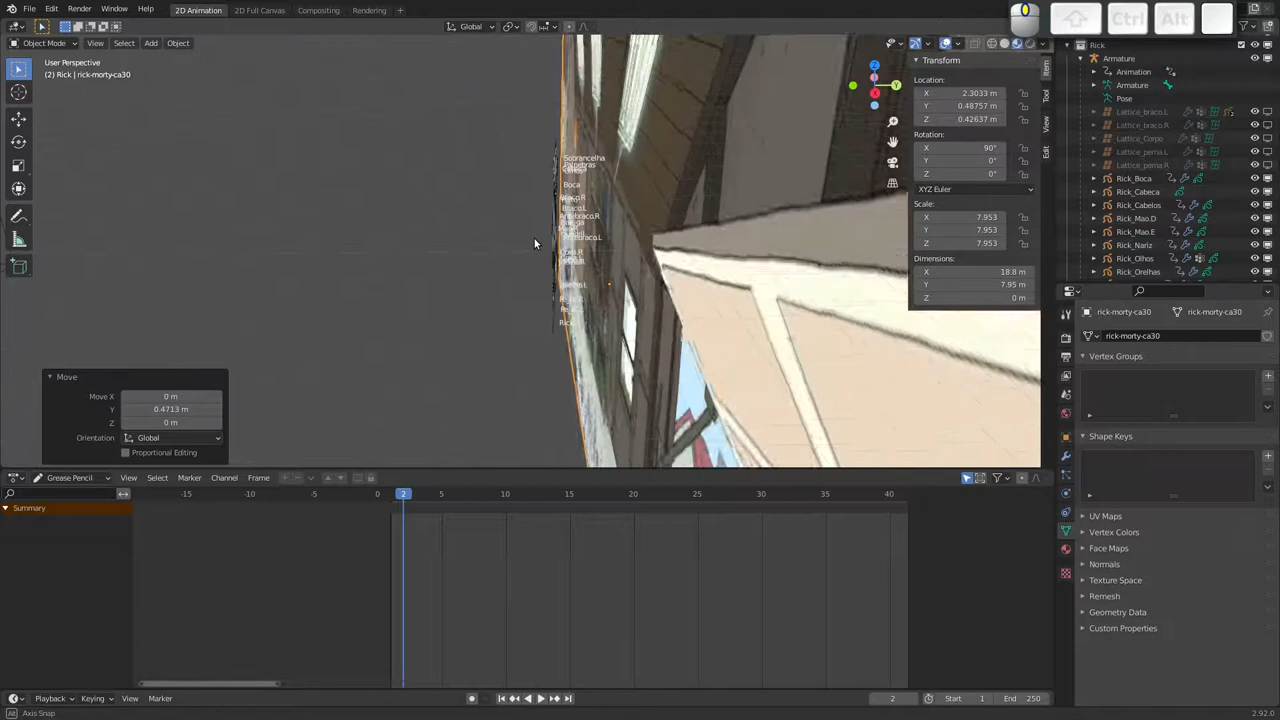 File Edit Render Window Help 2D Animation 2D Full Canvas Compositing Rendering +
Global
Ctrl Alt
Object Mode View Select Add Object
User Perspective
(2) Rick | rick-morty-ca30
Sobrancelha
Boca
Move
Move X 0 m
Y 0.4713 m
Z 0 m
Orientation Global
Proportional Editing
Transform
Location:
X 2.3033 m
Y 0.48757 m
Z 0.42637 m
Rotation:
X 90°
Y 0°
Z 0°
XYZ Euler
Scale:
X 7.953
Y 7.953
Z 7.953
Dimensions:
X 18.8 m
Y 7.95 m
Z 0 m
Item
Tool
View
Edit
Rick
Armature
Animation
Armature
Pose
Lattice_braco.L
Lattice_braco.R
Lattice_Corpo
Lattice_perna.L
Lattice_perna.R
Rick_Boca
Rick_Cabeca
Rick_Cabelos
Rick_Mao.D
Rick_Mao.E
Rick_Nariz
Rick_Olhos
Rick_Orelhas
rick-morty-ca30 rick-morty-ca30
rick-morty-ca30
Vertex Groups
Shape Keys
UV Maps
Vertex Colors
Face Maps
Normals
Texture Space
Remesh
Geometry Data
Custom Properties
Grease Pencil View Select Marker Channel Frame
-15 -10 -5 0 2 5 10 15 20 25 30 35 40
Summary
Playback Keying View Marker 2 Start 1 End 250
Axis Snap 2.92.0